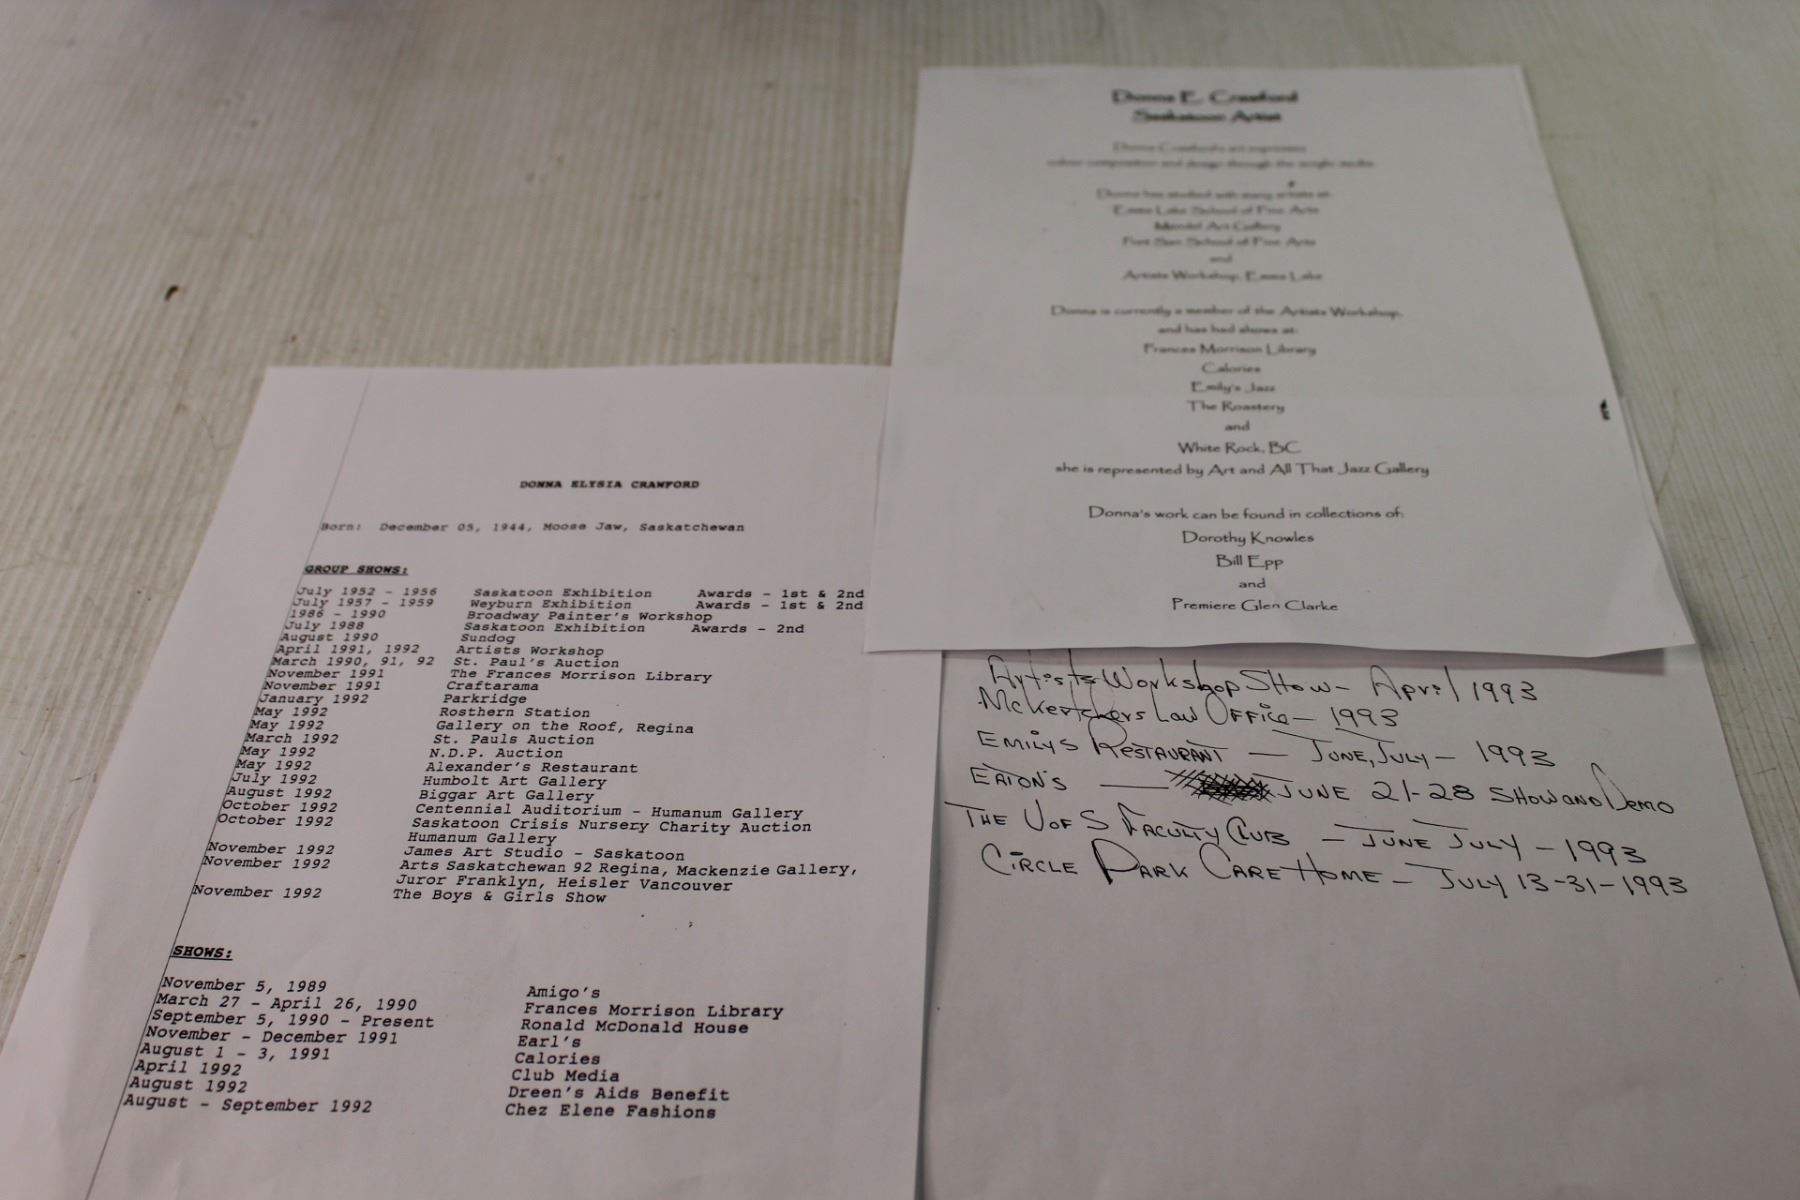 DONNA ELYSIA CRAWFORD
Born: December 05, 1944, Moose Jaw, Saskatchewan
GROUP SHOWS:
July 1952 - 1956 Saskatoon Exhibition Awards - 1st & 2nd
July 1957 - 1959 Weyburn Exhibition Awards - 1st & 2nd
1986 - 1990 Broadway Painter's Workshop
July 1988 Saskatoon Exhibition Awards - 2nd
August 1990 Sundog
April 1991, 1992 Artists Workshop
March 1990, 91, 92 St. Paul's Auction
November 1991 The Frances Morrison Library
November 1991 Craftarama
January 1992 Parkridge
May 1992 Rosthern Station
May 1992 Gallery on the Roof, Regina
March 1992 St. Pauls Auction
May 1992 N.D.P. Auction
May 1992 Alexander's Restaurant
July 1992 Humbolt Art Gallery
August 1992 Biggar Art Gallery
October 1992 Centennial Auditorium - Humanum Gallery
October 1992 Saskatoon Crisis Nursery Charity Auction
Humanum Gallery
November 1992 James Art Studio - Saskatoon
November 1992 Arts Saskatchewan 92 Regina, Mackenzie Gallery,
Juror Franklyn, Heisler Vancouver
November 1992 The Boys & Girls Show
SHOWS:
November 5, 1989 Amigo's
March 27 - April 26, 1990 Frances Morrison Library
September 5, 1990 - Present Ronald McDonald House
November - December 1991 Earl's
August 1 - 3, 1991 Calories
April 1992 Club Media
August 1992 Dreen's Aids Benefit
August - September 1992 Chez Elene Fashions
Donna E. Crawford
Saskatoon Artist
Donna Crawford's art expresses
colour composition and design through the acrylic media.
Donna has studied with many artists at:
Emma Lake School of Fine Arts
Mendel Art Gallery
Fort San School of Fine Arts
and
Artists Workshop, Emma Lake
Donna is currently a member of the Artists Workshop,
and has had shows at:
Frances Morrison Library
Calories
Emily's Jazz
The Roastery
and
White Rock, BC
she is represented by Art and All That Jazz Gallery
Donna's work can be found in collections of:
Dorothy Knowles
Bill Epp
and
Premiere Glen Clarke
Artists Workshop Show - April 1993
McKertchers Law Office - 1993
Emilys Restaurant - June, July - 1993
Eaton's - June 21-28 Show and Demo
The U of S Faculty Club - June July - 1993
Circle Park Care Home - July 13-31-1993